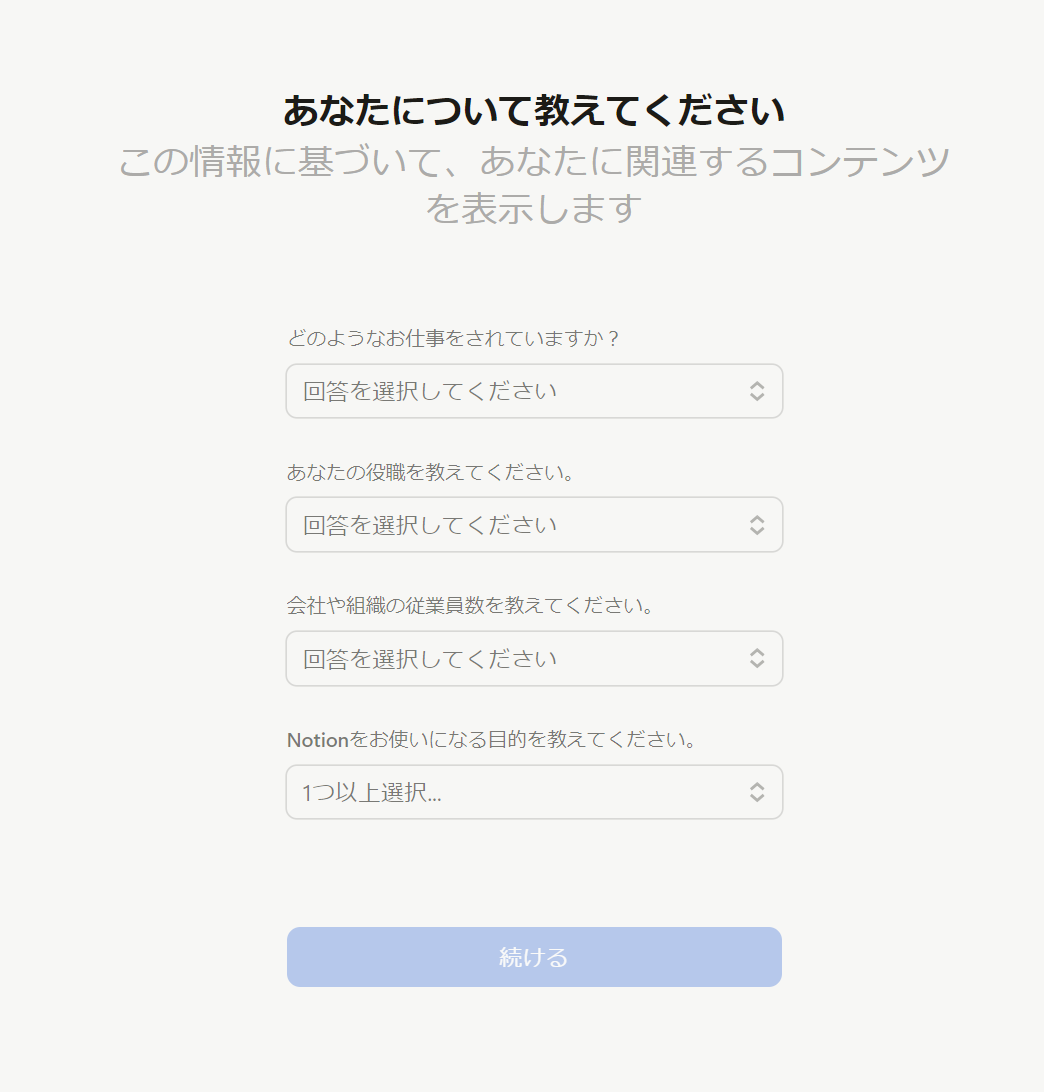 あなたについて教えてください
この情報に基づいて、あなたに関連するコンテンツ
を表示します
どのようなお仕事をされていますか？
回答を選択してください
あなたの役職を教えてください。
回答を選択してください
会社や組織の従業員数を教えてください。
回答を選択してください
Notionをお使いになる目的を教えてください。
1つ以上選択...
続ける